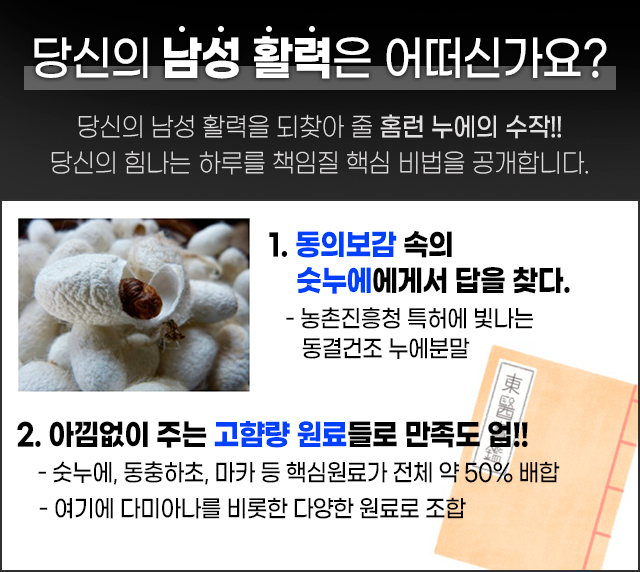 당신의 남성 활력은 어떠신가요?
당신의 남성 활력을 되찾아 줄 홈런 누에의 수작!!
당신의 힘나는 하루를 책임질 핵심 비법을 공개합니다.
1. 동의보감 속의
숫누에에게서 답을 찾다.
- 농촌진흥청 특허에 빛나는
동결건조 누에분말
東醫
鑑
2. 아낌없이 주는 고햠량 원료들로 만족도 업!!
- 숫누에, 동충하초, 마카 등 핵심원료가 전체 약 50% 배합
- 여기에 다미아나를 비롯한 다양한 원료로 조합